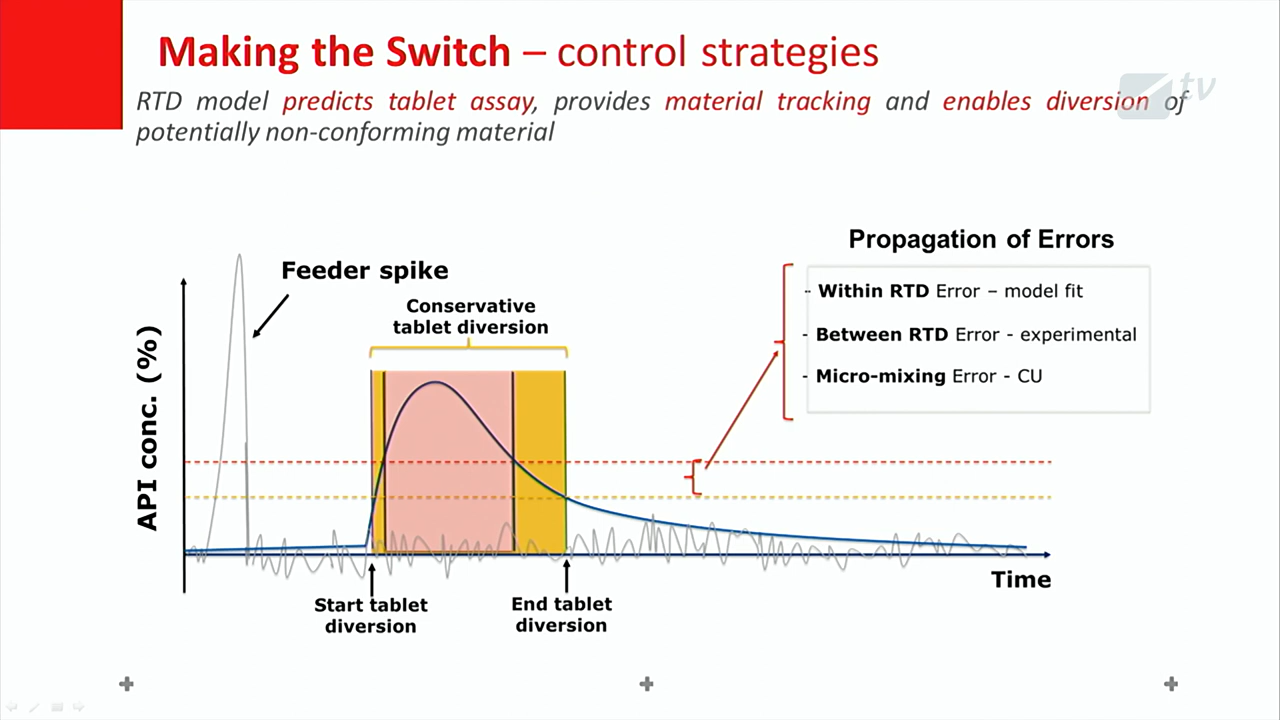 Making the Switch – control strategies
RTD model predicts tablet assay, provides material tracking and enables diversion of
potentially non-conforming material
tv
Propagation of Errors
Feeder spike
- Within RTD Error – model fit
Conservative
tablet diversion
- Between RTD Error - experimental
- Micro-mixing Error - CU
API conc. (%)
Time
Start tablet
diversion
End tablet
diversion